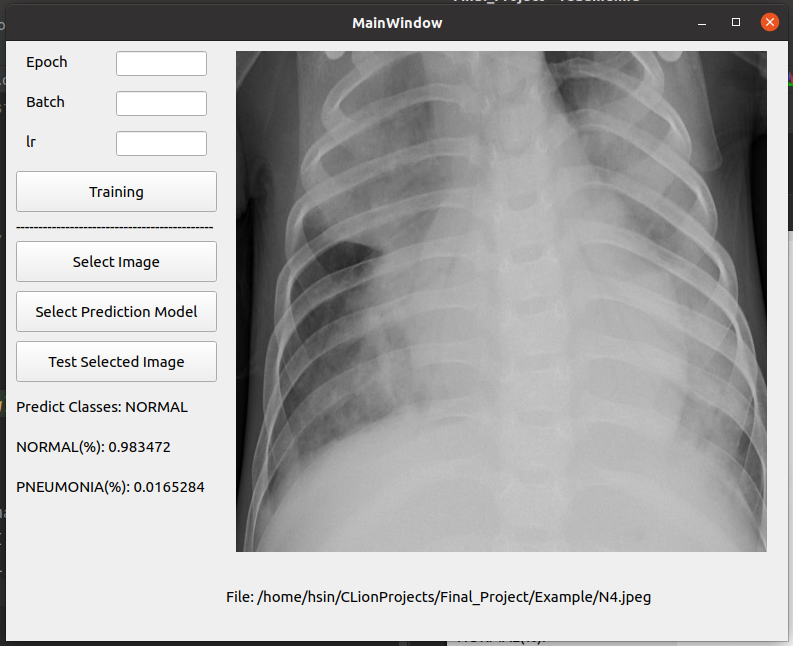 MainWindow
Epoch
Batch
lr
Training
--------------------------------------------
Select Image
Select Prediction Model
Test Selected Image
Predict Classes: NORMAL
NORMAL(%): 0.983472
PNEUMONIA(%): 0.0165284
File: /home/hsin/CLionProjects/Final_Project/Example/N4.jpeg